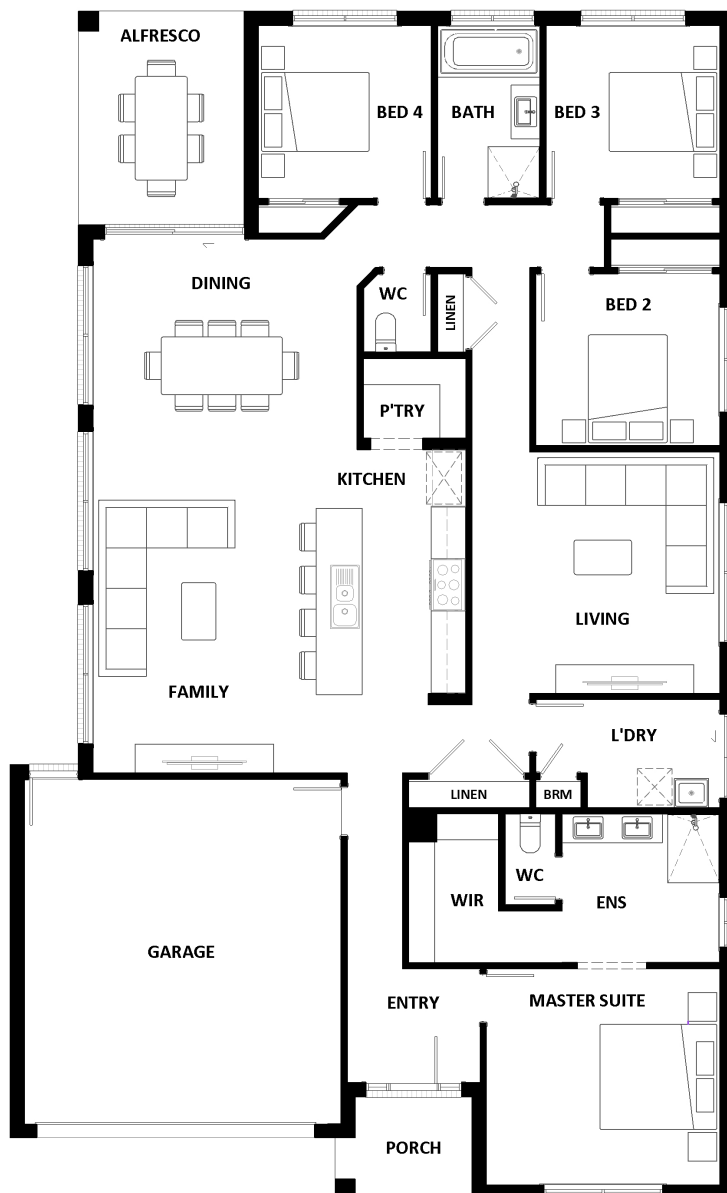 ALFRESCO
BED 4
BATH
BED 3
DINING
WC
LINEN
BED 2
P'TRY
KITCHEN
LIVING
FAMILY
L'DRY
LINEN
BRM
WC
WIR
ENS
GARAGE
ENTRY
MASTER SUITE
PORCH